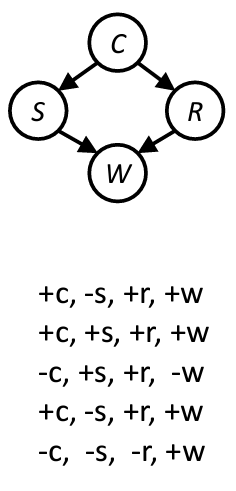 C
S R
W
+c, -s, +r, +w
+c, +s, +r, +w
-c, +s, +r, -w
+c, -s, +r, +w
-c, -s, -r, +w